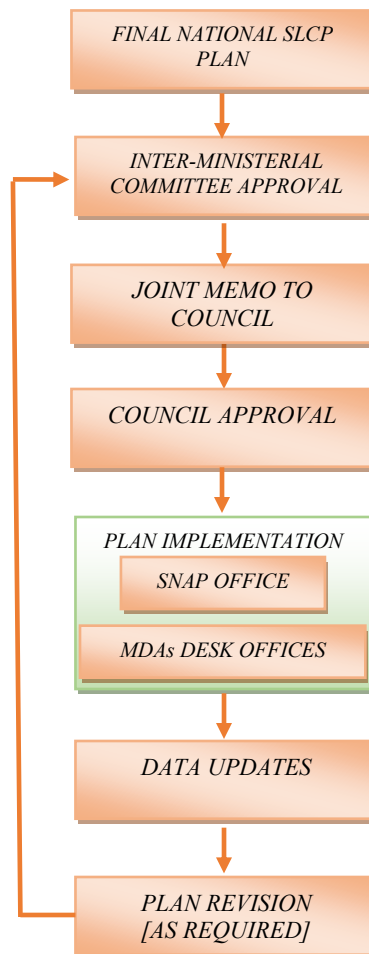 FINAL NATIONAL SLCP
PLAN
INTER-MINISTERIAL
COMMITTEE APPROVAL
JOINT MEMO TO
COUNCIL
COUNCIL APPROVAL
PLAN IMPLEMENTATION
SNAP OFFICE
MDAs DESK OFFICES
DATA UPDATES
PLAN REVISION
[AS REQUIRED]